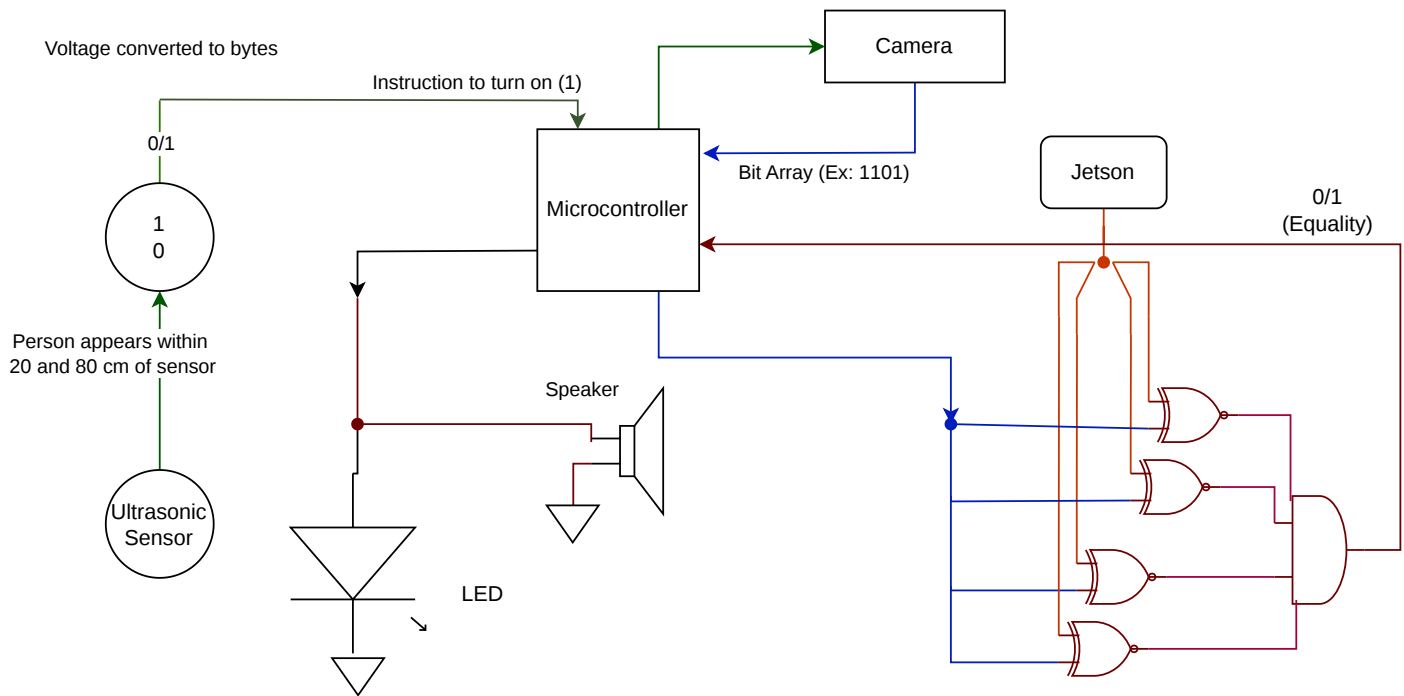 Voltage converted to bytes
Instruction to turn on (1)
0/1
1
0
Person appears within
20 and 80 cm of sensor
Ultrasonic
Sensor
Camera
Bit Array (Ex: 1101)
Microcontroller
Jetson
0/1
(Equality)
Speaker
LED